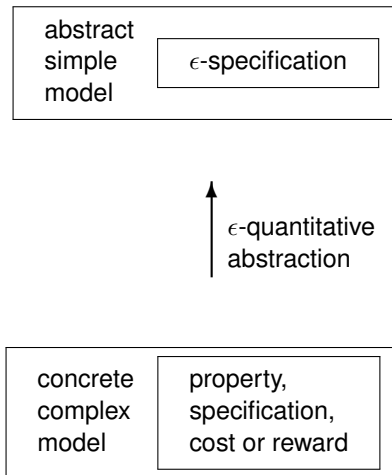 abstract
simple
model
ϵ-specification
ϵ-quantitative
abstraction
concrete
complex
model
property,
specification,
cost or reward